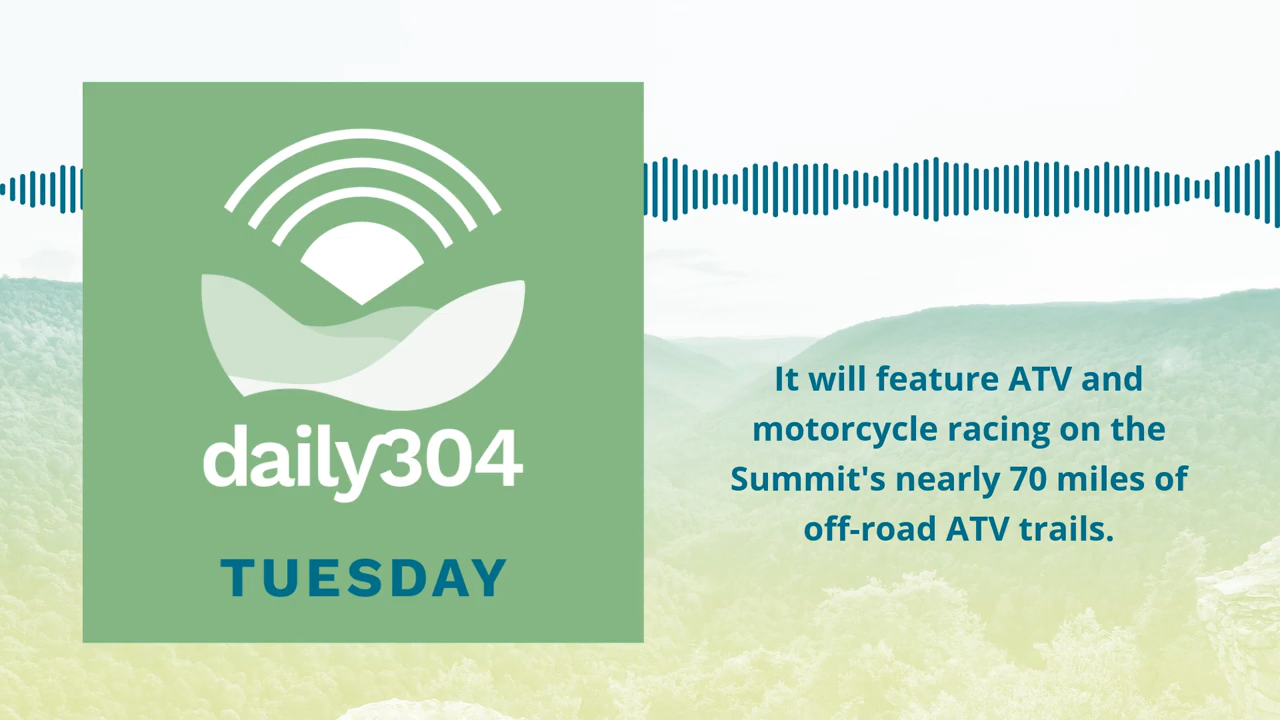 daily304
TUESDAY
It will feature ATV and
motorcycle racing on the
Summit's nearly 70 miles of
off-road ATV trails.